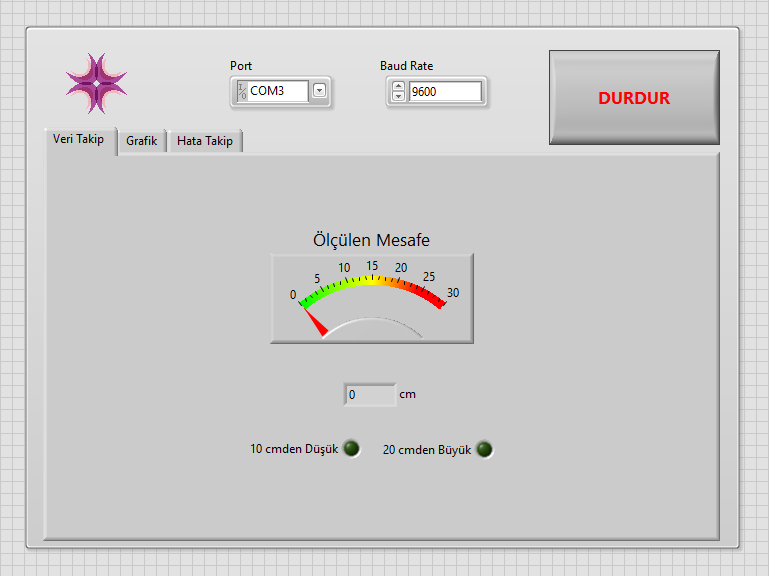 Port
Baud Rate
I/O COM3
9600
DURDUR
Veri Takip
Grafik
Hata Takip
Ölçülen Mesafe
0 5 10 15 20 25 30
0 cm
10 cmden Düşük
20 cmden Büyük